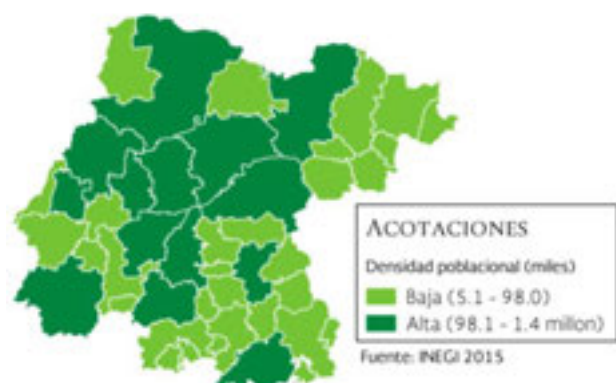 ACOTACIONES
Densidad poblacional (miles)
Baja (5.1 - 98.0)
Alta (98.1 - 1.4 millon)
Fuente: INEGI 2015